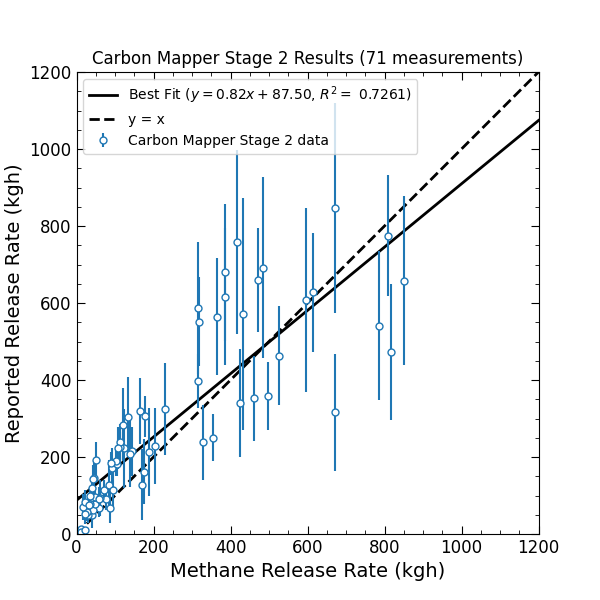 Carbon Mapper Stage 2 Results (71 measurements)
1200
1000
800
600
400
200
0
Reported Release Rate (kgh)
Best Fit (y = 0.82x + 87.50, R² = 0.7261)
y = x
Carbon Mapper Stage 2 data
0 200 400 600 800 1000 1200
Methane Release Rate (kgh)